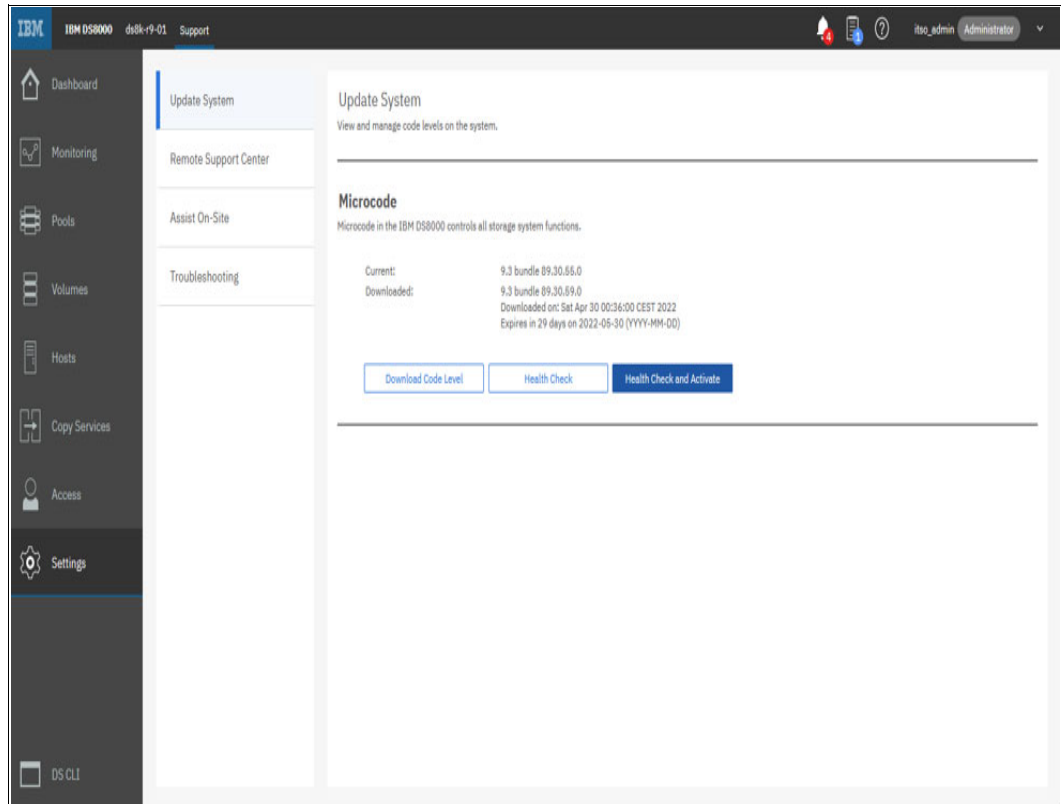 IBM IBM DS8000 ds8k-r9-01 Support 4 1 itso_admin Administrator
Dashboard
Monitoring
Pools
Volumes
Hosts
Copy Services
Access
Settings
DS CLI
Update System
Remote Support Center
Assist On-Site
Troubleshooting
Update System
View and manage code levels on the system.
Microcode
Microcode in the IBM DS8000 controls all storage system functions.
Current: 9.3 bundle 89.30.55.0
Downloaded: 9.3 bundle 89.30.59.0
Downloaded on: Sat Apr 30 00:36:00 CEST 2022
Expires in 29 days on 2022-05-30 (YYYY-MM-DD)
Download Code Level Health Check Health Check and Activate